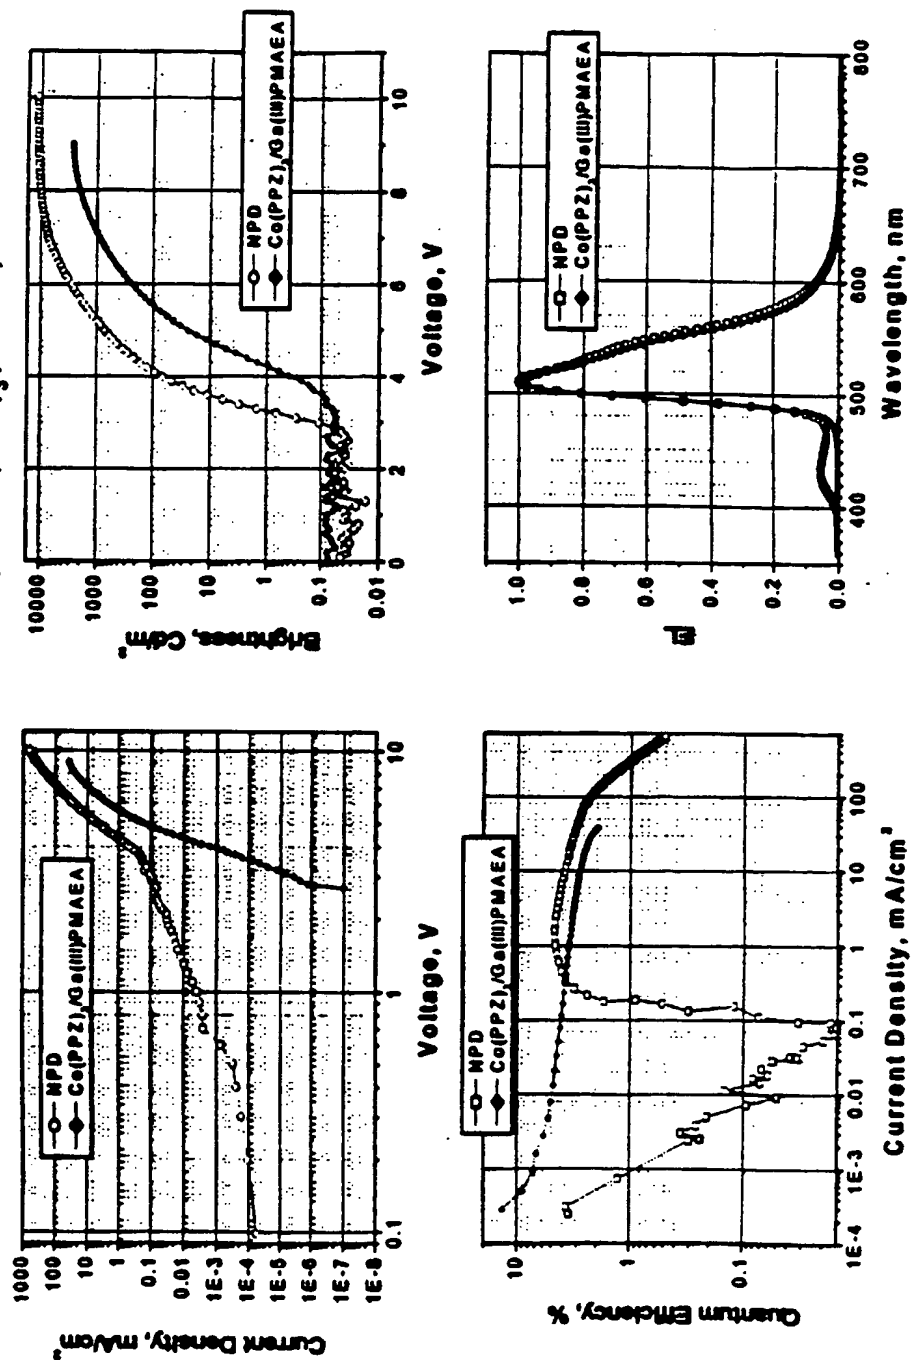 Current Density, mA/cm²
1000
100
10
1
0.1
0.01
1E-3
1E-4
1E-5
1E-6
1E-7
1E-8
0.1
1
10
Voltage, V
NPD
Co(PPZ)₃/Ga(III)PMAEA
Brightness, Cd/m²
10000
1000
100
10
1
0.1
0.01
0
2
4
6
8
10
Voltage, V
NPD
Co(PPZ)₃/Ga(III)PMAEA
Quantum Efficiency, %
10
1
0.1
1E-4
1E-3
0.01
0.1
1
10
100
Current Density, mA/cm²
NPD
Co(PPZ)₃/Ga(III)PMAEA
EL
1.0
0.8
0.6
0.4
0.2
0.0
400
500
600
700
800
Wavelength, nm
NPD
Co(PPZ)₃/Ga(III)PMAEA